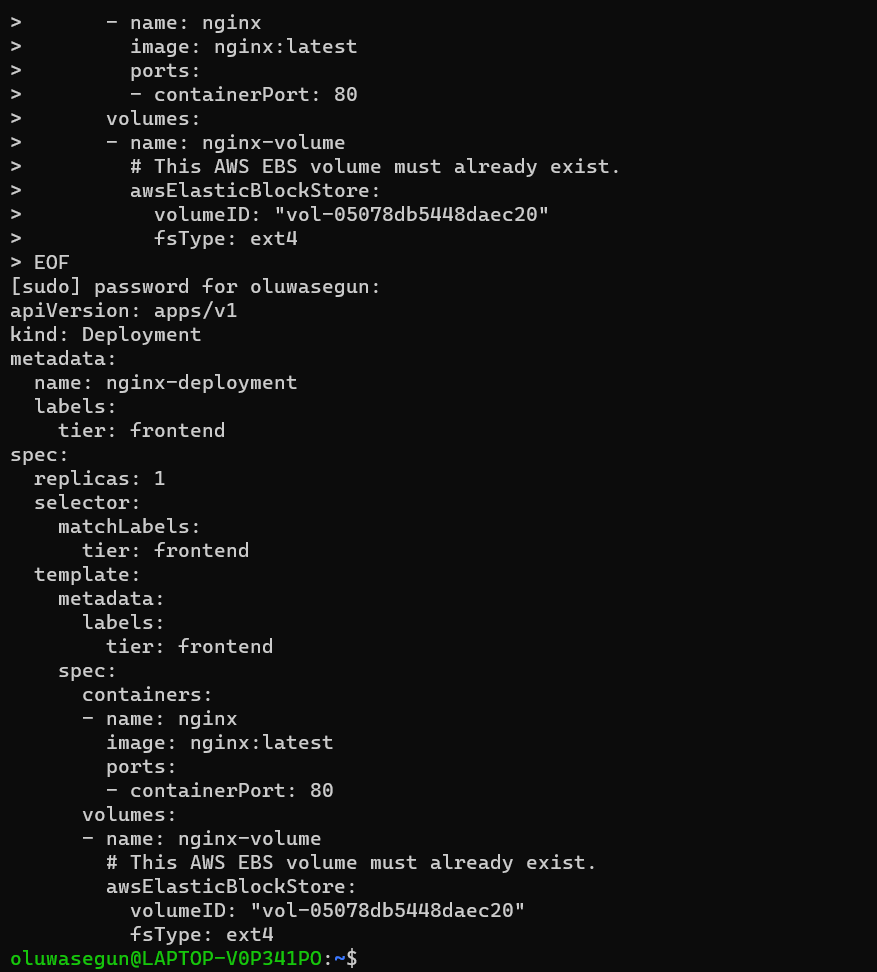 >       - name: nginx
>         image: nginx:latest
>         ports:
>         - containerPort: 80
>       volumes:
>       - name: nginx-volume
>         # This AWS EBS volume must already exist.
>         awsElasticBlockStore:
>           volumeID: "vol-05078db5448daec20"
>           fsType: ext4
> EOF
[sudo] password for oluwasegun:
apiVersion: apps/v1
kind: Deployment
metadata:
  name: nginx-deployment
  labels:
    tier: frontend
spec:
  replicas: 1
  selector:
    matchLabels:
      tier: frontend
  template:
    metadata:
      labels:
        tier: frontend
    spec:
      containers:
      - name: nginx
        image: nginx:latest
        ports:
        - containerPort: 80
      volumes:
      - name: nginx-volume
        # This AWS EBS volume must already exist.
        awsElasticBlockStore:
          volumeID: "vol-05078db5448daec20"
          fsType: ext4
oluwasegun@LAPTOP-V0P341PO:~$